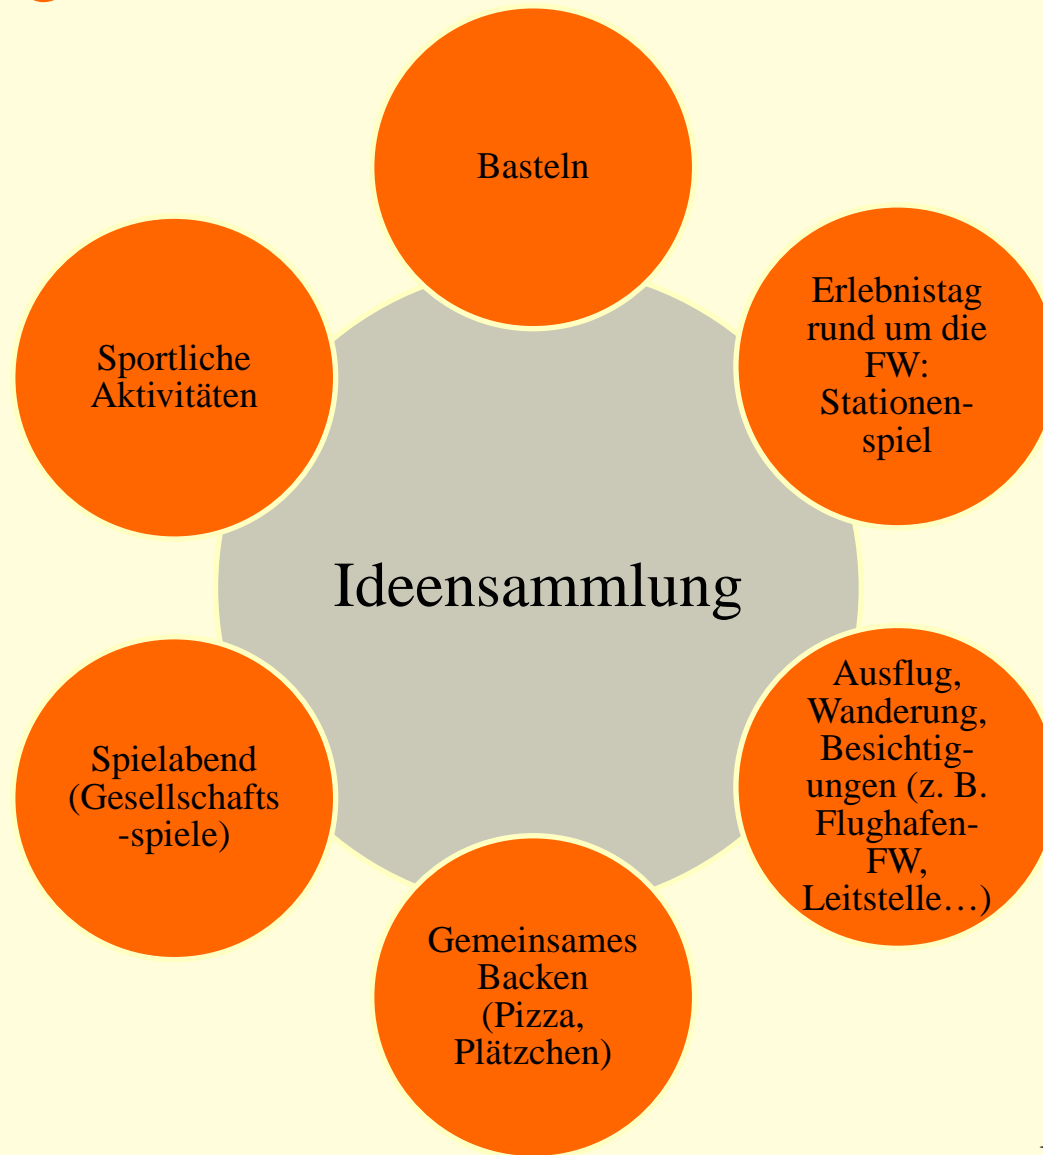 Basteln
Erlebnistag
rund um die
FW:
Stationen-
spiel
Ausflug,
Wanderung,
Besichtig-
ungen (z. B.
Flughafen-
FW,
Leitstelle…)
Gemeinsames
Backen
(Pizza,
Plätzchen)
Spielabend
(Gesellschafts
-spiele)
Sportliche
Aktivitäten
Ideensammlung